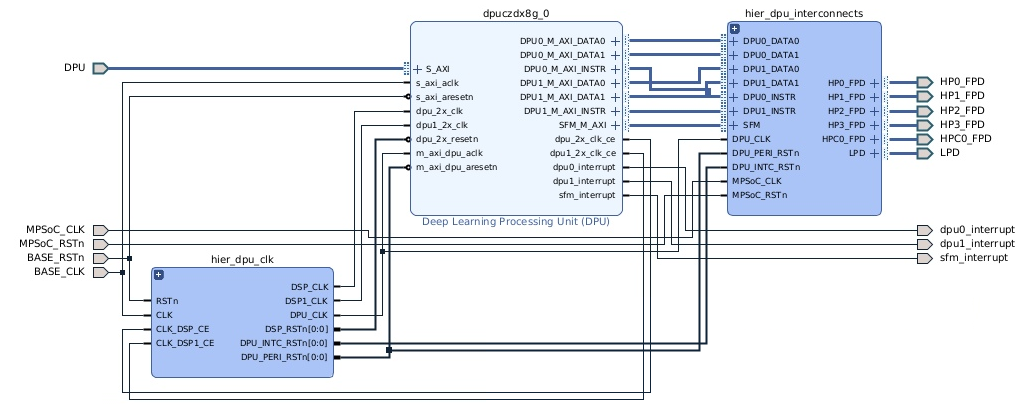 dpuczdx8g_0
hier_dpu_interconnects
DPU
S_AXI
s_axi_aclk
s_axi_aresetn
dpu_2x_clk
dpu1_2x_clk
dpu_2x_resetn
m_axi_dpu_aclk
m_axi_dpu_aresetn
DPU0_M_AXI_DATA0
DPU0_M_AXI_DATA1
DPU0_M_AXI_INSTR
DPU1_M_AXI_DATA0
DPU1_M_AXI_DATA1
DPU1_M_AXI_INSTR
SFM_M_AXI
dpu_2x_clk_ce
dpu1_2x_clk_ce
dpu0_interrupt
dpu1_interrupt
sfm_interrupt
Deep Learning Processing Unit (DPU)
DPU0_DATA0
DPU0_DATA1
DPU1_DATA0
DPU1_DATA1
DPU0_INSTR
DPU1_INSTR
SFM
DPU_CLK
DPU_PERI_RSTn
DPU_INTC_RSTn
MPSoC_CLK
MPSoC_RSTn
HP0_FPD
HP1_FPD
HP2_FPD
HP3_FPD
HPC0_FPD
LPD
HP0_FPD
HP1_FPD
HP2_FPD
HP3_FPD
HPC0_FPD
LPD
MPSoC_CLK
MPSoC_RSTn
BASE_RSTn
BASE_CLK
dpu0_interrupt
dpu1_interrupt
sfm_interrupt
hier_dpu_clk
RSTn
CLK
CLK_DSP_CE
CLK_DSP1_CE
DSP_CLK
DSP1_CLK
DPU_CLK
DSP_RSTn[0:0]
DPU_INTC_RSTn[0:0]
DPU_PERI_RSTn[0:0]